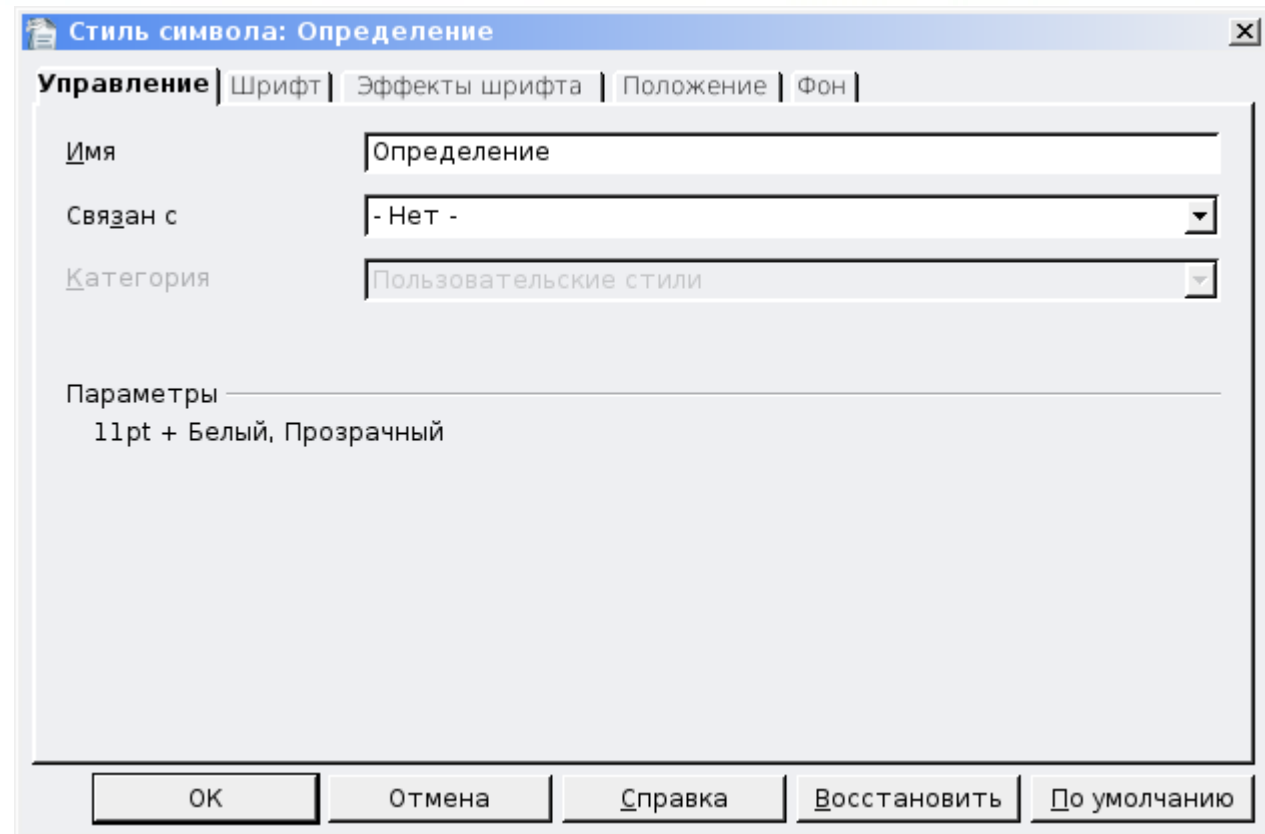 Стиль символа: Определение
Управление Шрифт Эффекты шрифта Положение Фон
Имя Определение
Связан с - Нет -
Категория Пользовательские стили
Параметры
11pt + Белый, Прозрачный
OK Отмена Справка Восстановить По умолчанию